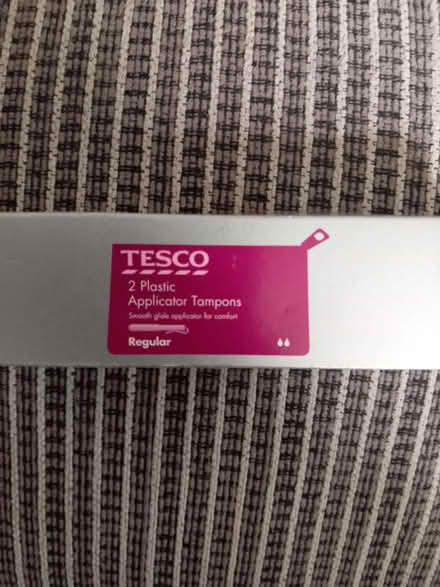 TESCO
2 Plastic
Applicator Tampons
Smooth glide applicator for comfort
Regular